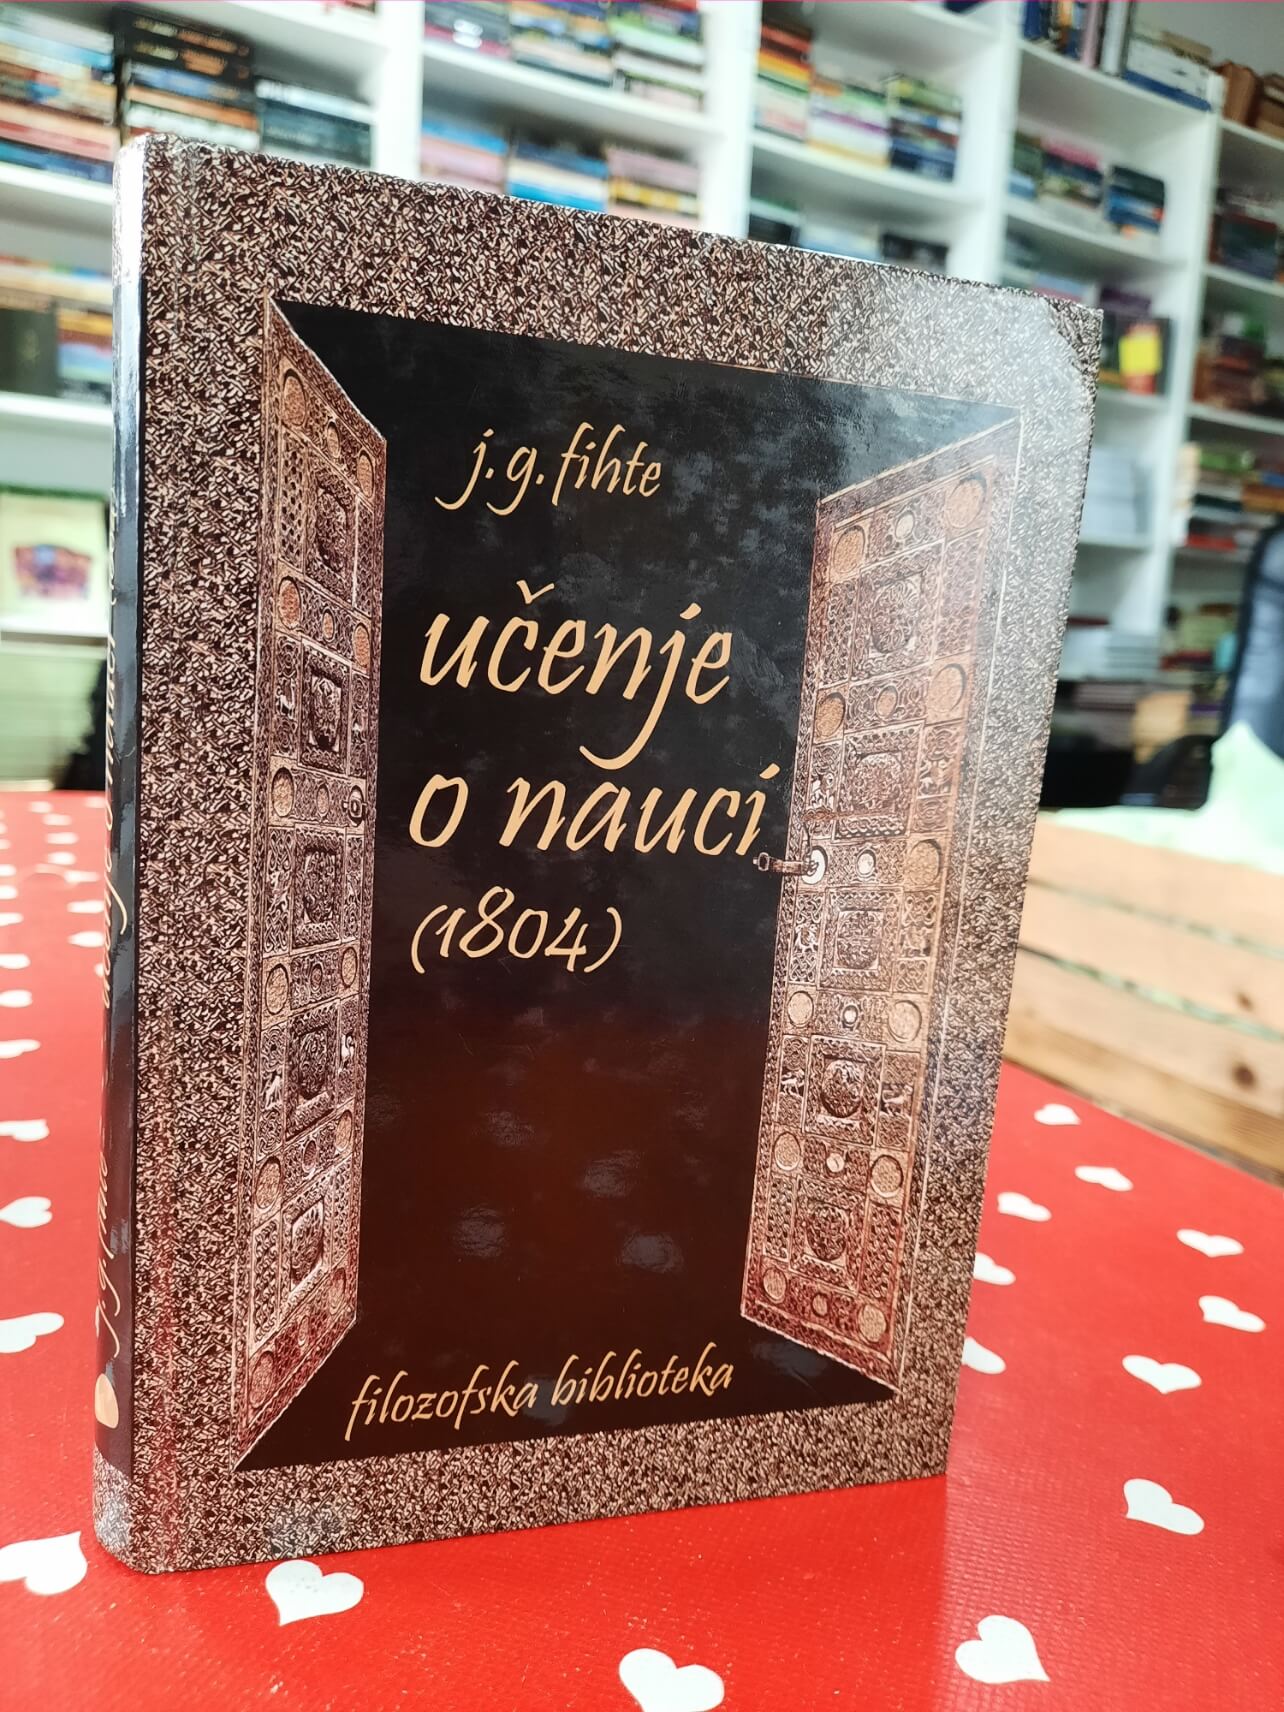 j. g. fihte
učenje
o nauci
(1804)
filozofska biblioteka